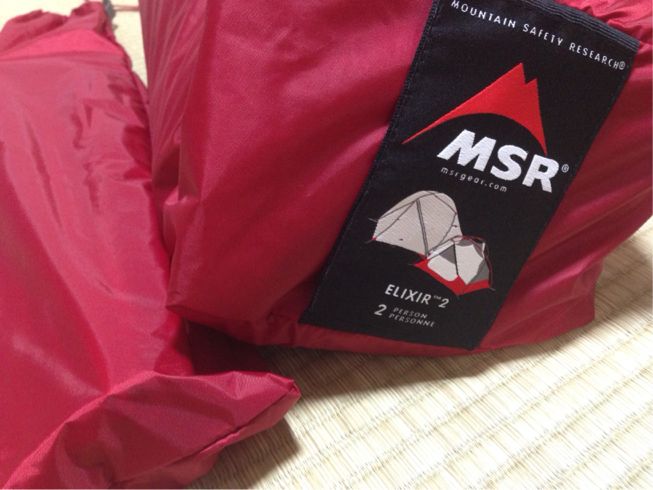 MOUNTAIN SAFETY RESEARCH®
MSR®
msrgear.com
ELIXIR™2
2 PERSON
PERSONNE